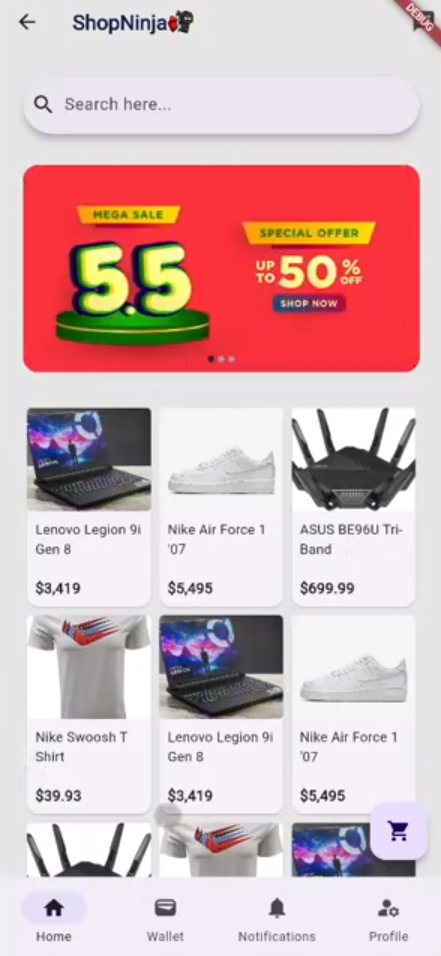 ShopNinja
DEBUG
Search here...
MEGA SALE
5.5
SPECIAL OFFER
UP TO 50% OFF
SHOP NOW
Lenovo Legion 9i
Gen 8
$3,419
Nike Air Force 1
'07
$5,495
ASUS BE96U Tri-
Band
$699.99
Nike Swoosh T
Shirt
$39.93
Lenovo Legion 9i
Gen 8
$3,419
Nike Air Force 1
'07
$5,495
Home
Wallet
Notifications
Profile